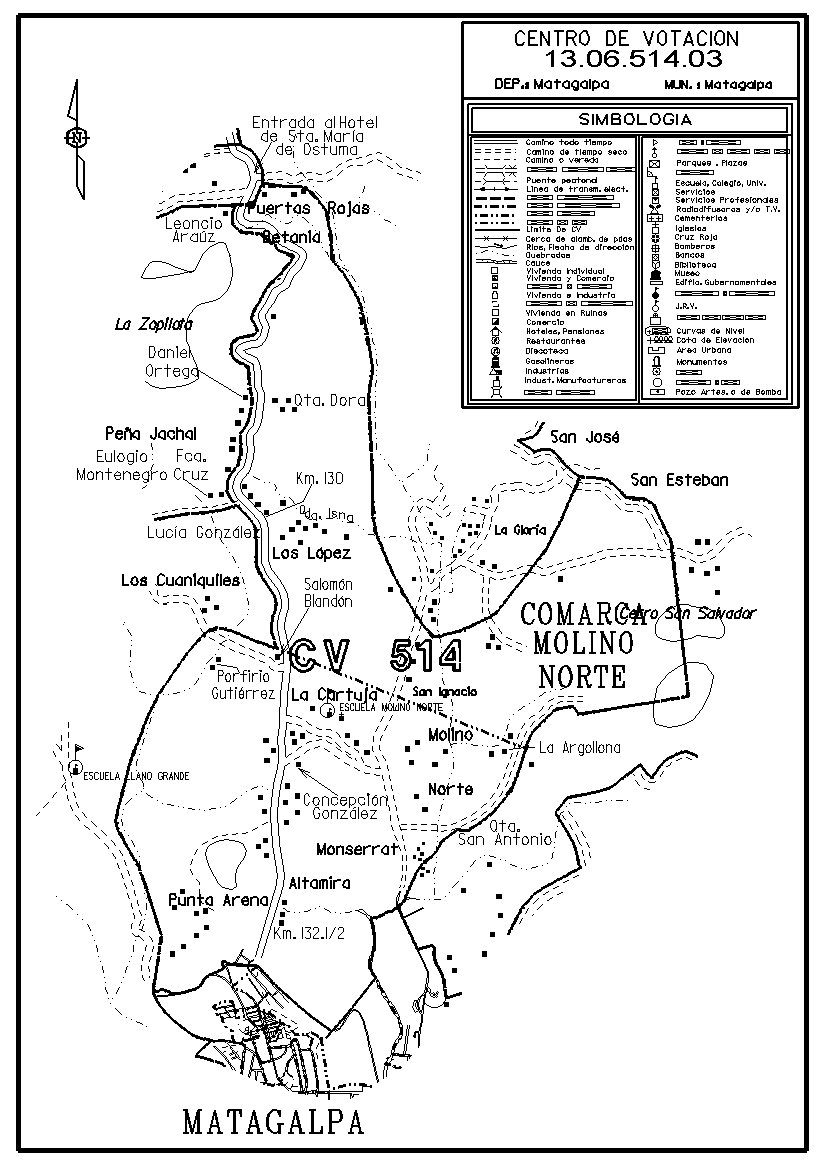 CENTRO DE VOTACION
13.06.514.03
DEP.: Matagalpa MUN. : Matagalpa
SIMBOLOGIA
Camino todo tiempo
Camino de tiempo seco
Camino o vereda
Puente peatonal
Linea de transm. elect.
Limite De CV
Cerca de alamb. de púas
Rios, Flecha de dirección
Quebradas
Cauce
Vivienda Individual
Vivienda y Comercio
Vivienda e Industria
Vivienda en Ruinas
Comercio
Hoteles, Pensiones
Restaurantes
Discoteca
Gasolineras
Industrias
Indust. Manufactureras
Parques . Plazas
Escuela, Colegio, Univ.
Servicios
Servicios Profesionales
Radiodifusoras y/o T.V.
Cementerios
Iglesias
Cruz Roja
Bomberos
Bancos
Biblioteca
Museo
Edific. Gubernamentales
J.R.V.
Curvas de Nivel
Cota de Elevacion
Area Urbana
Monumentos
Pozo Artes. o de Bomba
N
Entrada al Hotel
de Sta. María
de Ostuma
Puertas Rojas
Leoncio
Araúz
Betania
La Zopilota
Daniel
Ortega
Qta. Dora
Peña Jachal
Eulogio
Montenegro
Fca.
Cruz
Km. 130
San José
San Esteban
La Gloria
Lucía González
Los López
Los Cuaniquiles
Salomón
Blandón
COMARCA
MOLINO
NORTE
Cerro San Salvador
CV 514
Porfirio
Gutiérrez
La Cartuja
San Ignacio
ESCUELA MOLINO NORTE
Molino
Norte
La Argollona
ESCUELA LLANO GRANDE
Concepción
González
Qta.
San Antonio
Monserrat
Altamira
Punta Arena
Km. 132.1/2
MATAGALPA